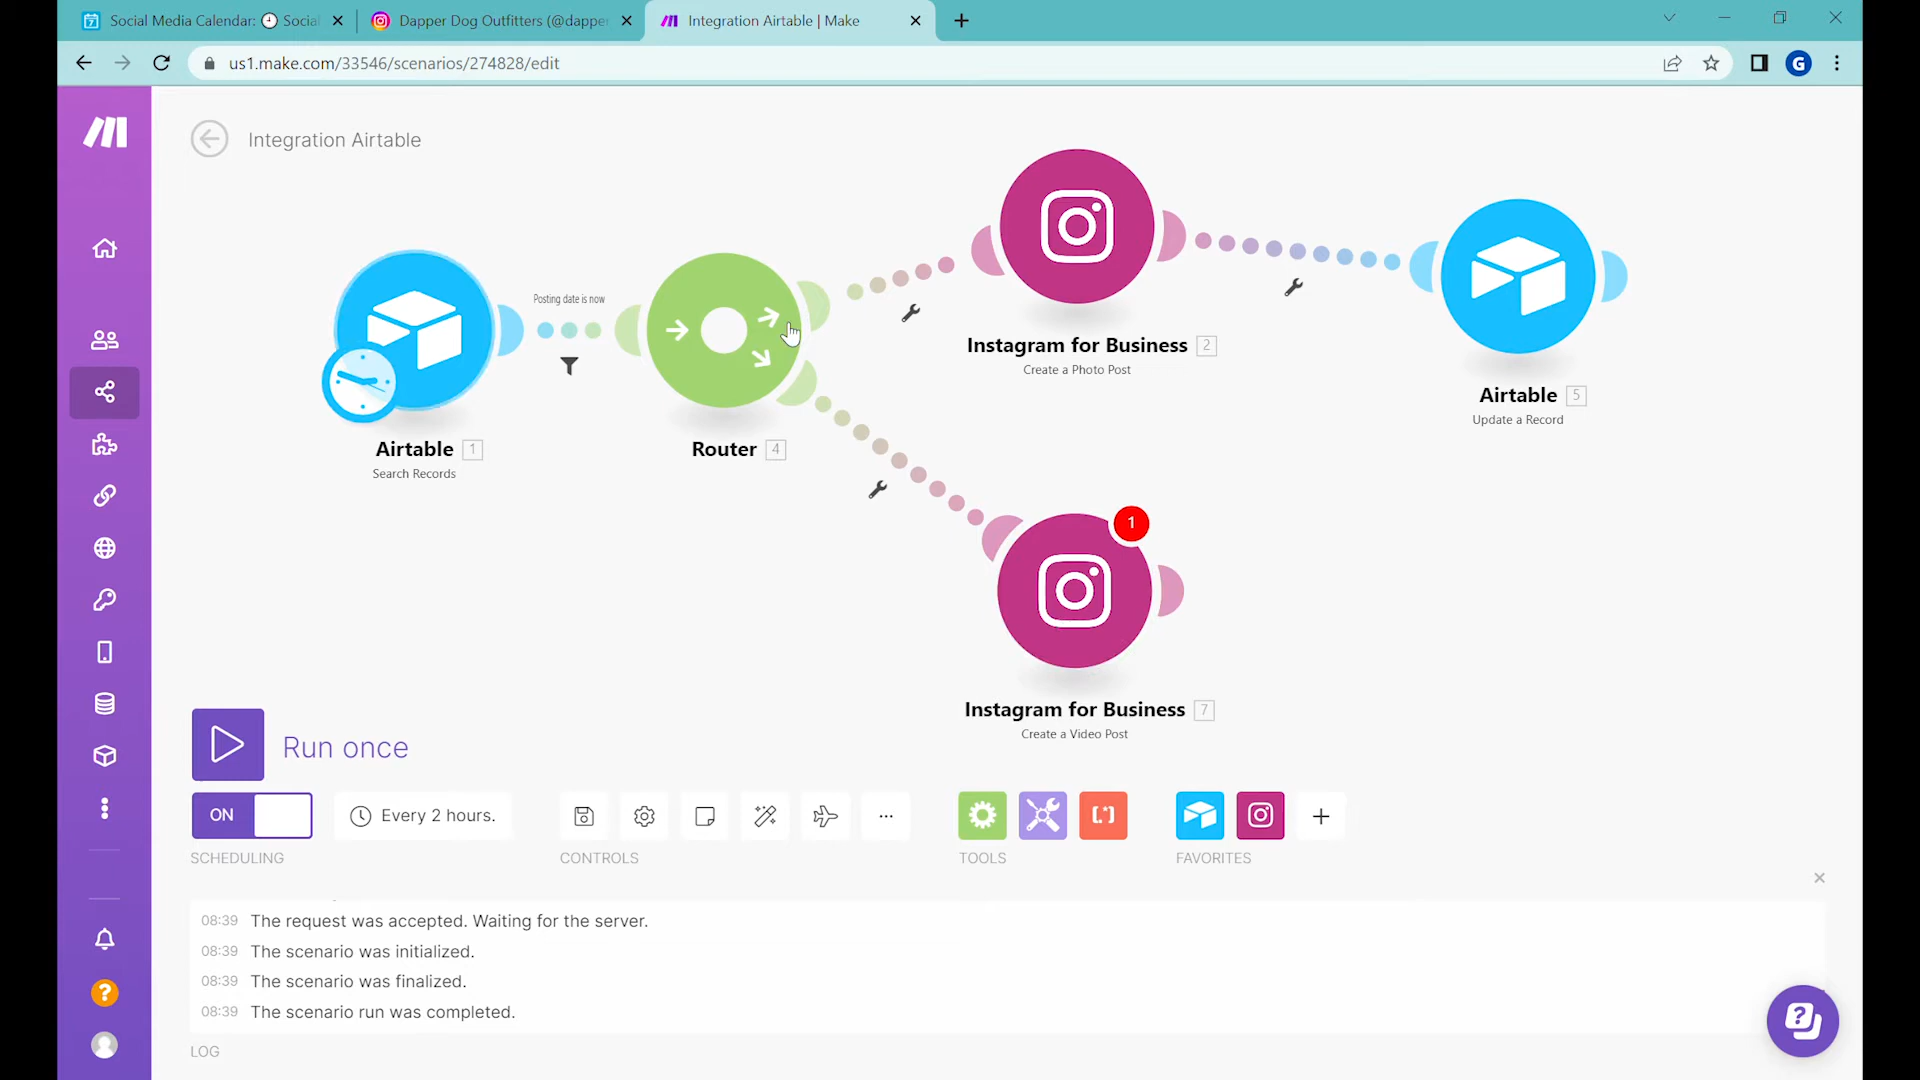 Social Media Calendar: Social
Dapper Dog Outfitters (@dappe
Integration Airtable | Make
us1.make.com/33546/scenarios/274828/edit
G
Integration Airtable
Posting date is now
Instagram for Business 2
Create a Photo Post
Airtable 5
Update a Record
Airtable 1
Search Records
Router 4
1
Instagram for Business 7
Create a Video Post
Run once
ON
Every 2 hours.
SCHEDULING
CONTROLS
TOOLS
FAVORITES
08:39 The request was accepted. Waiting for the server.
08:39 The scenario was initialized.
08:39 The scenario was finalized.
08:39 The scenario run was completed.
LOG